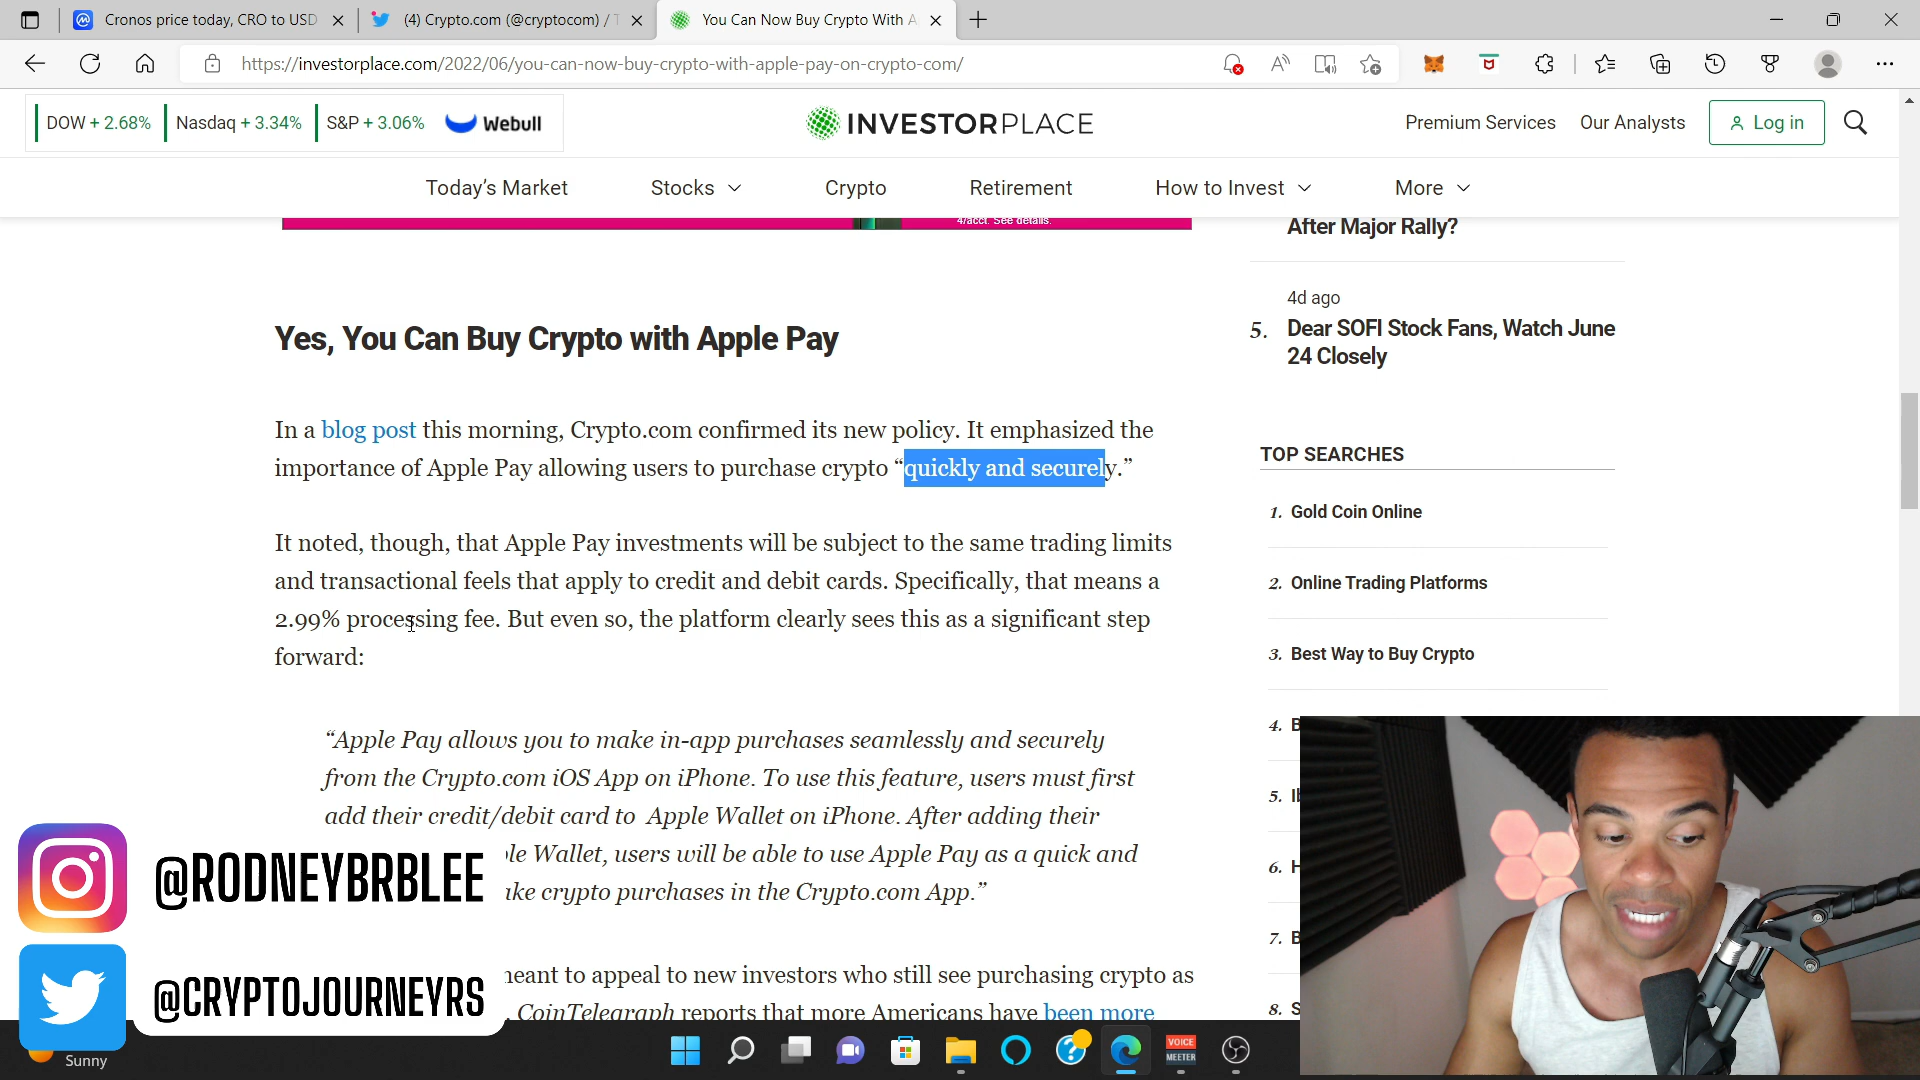 Cronos price today, CRO to USD
(4) Crypto.com (@cryptocom) /
You Can Now Buy Crypto With A
https://investorplace.com/2022/06/you-can-now-buy-crypto-with-apple-pay-on-crypto-com/
DOW + 2.68% Nasdaq + 3.34% S&P + 3.06% Webull
INVESTORPLACE
Premium Services Our Analysts Log in
Today's Market Stocks Crypto Retirement How to Invest More
4/acct. See details.
After Major Rally?
4d ago
5. Dear SOFI Stock Fans, Watch June
24 Closely
Yes, You Can Buy Crypto with Apple Pay
In a blog post this morning, Crypto.com confirmed its new policy. It emphasized the
importance of Apple Pay allowing users to purchase crypto “quickly and securely.”
It noted, though, that Apple Pay investments will be subject to the same trading limits
and transactional feels that apply to credit and debit cards. Specifically, that means a
2.99% processing fee. But even so, the platform clearly sees this as a significant step
forward:
“Apple Pay allows you to make in-app purchases seamlessly and securely
from the Crypto.com iOS App on iPhone. To use this feature, users must first
add their credit/debit card to Apple Wallet on iPhone. After adding their
le Wallet, users will be able to use Apple Pay as a quick and
ke crypto purchases in the Crypto.com App.”
eant to appeal to new investors who still see purchasing crypto as
. CoinTelegraph reports that more Americans have been more
TOP SEARCHES
1. Gold Coin Online
2. Online Trading Platforms
3. Best Way to Buy Crypto
4. B
5.
6. H
7. B
8. S
@RODNEYBRBLEE
@CRYPTOJOURNEYRS
Sunny
VOICE
MEETER